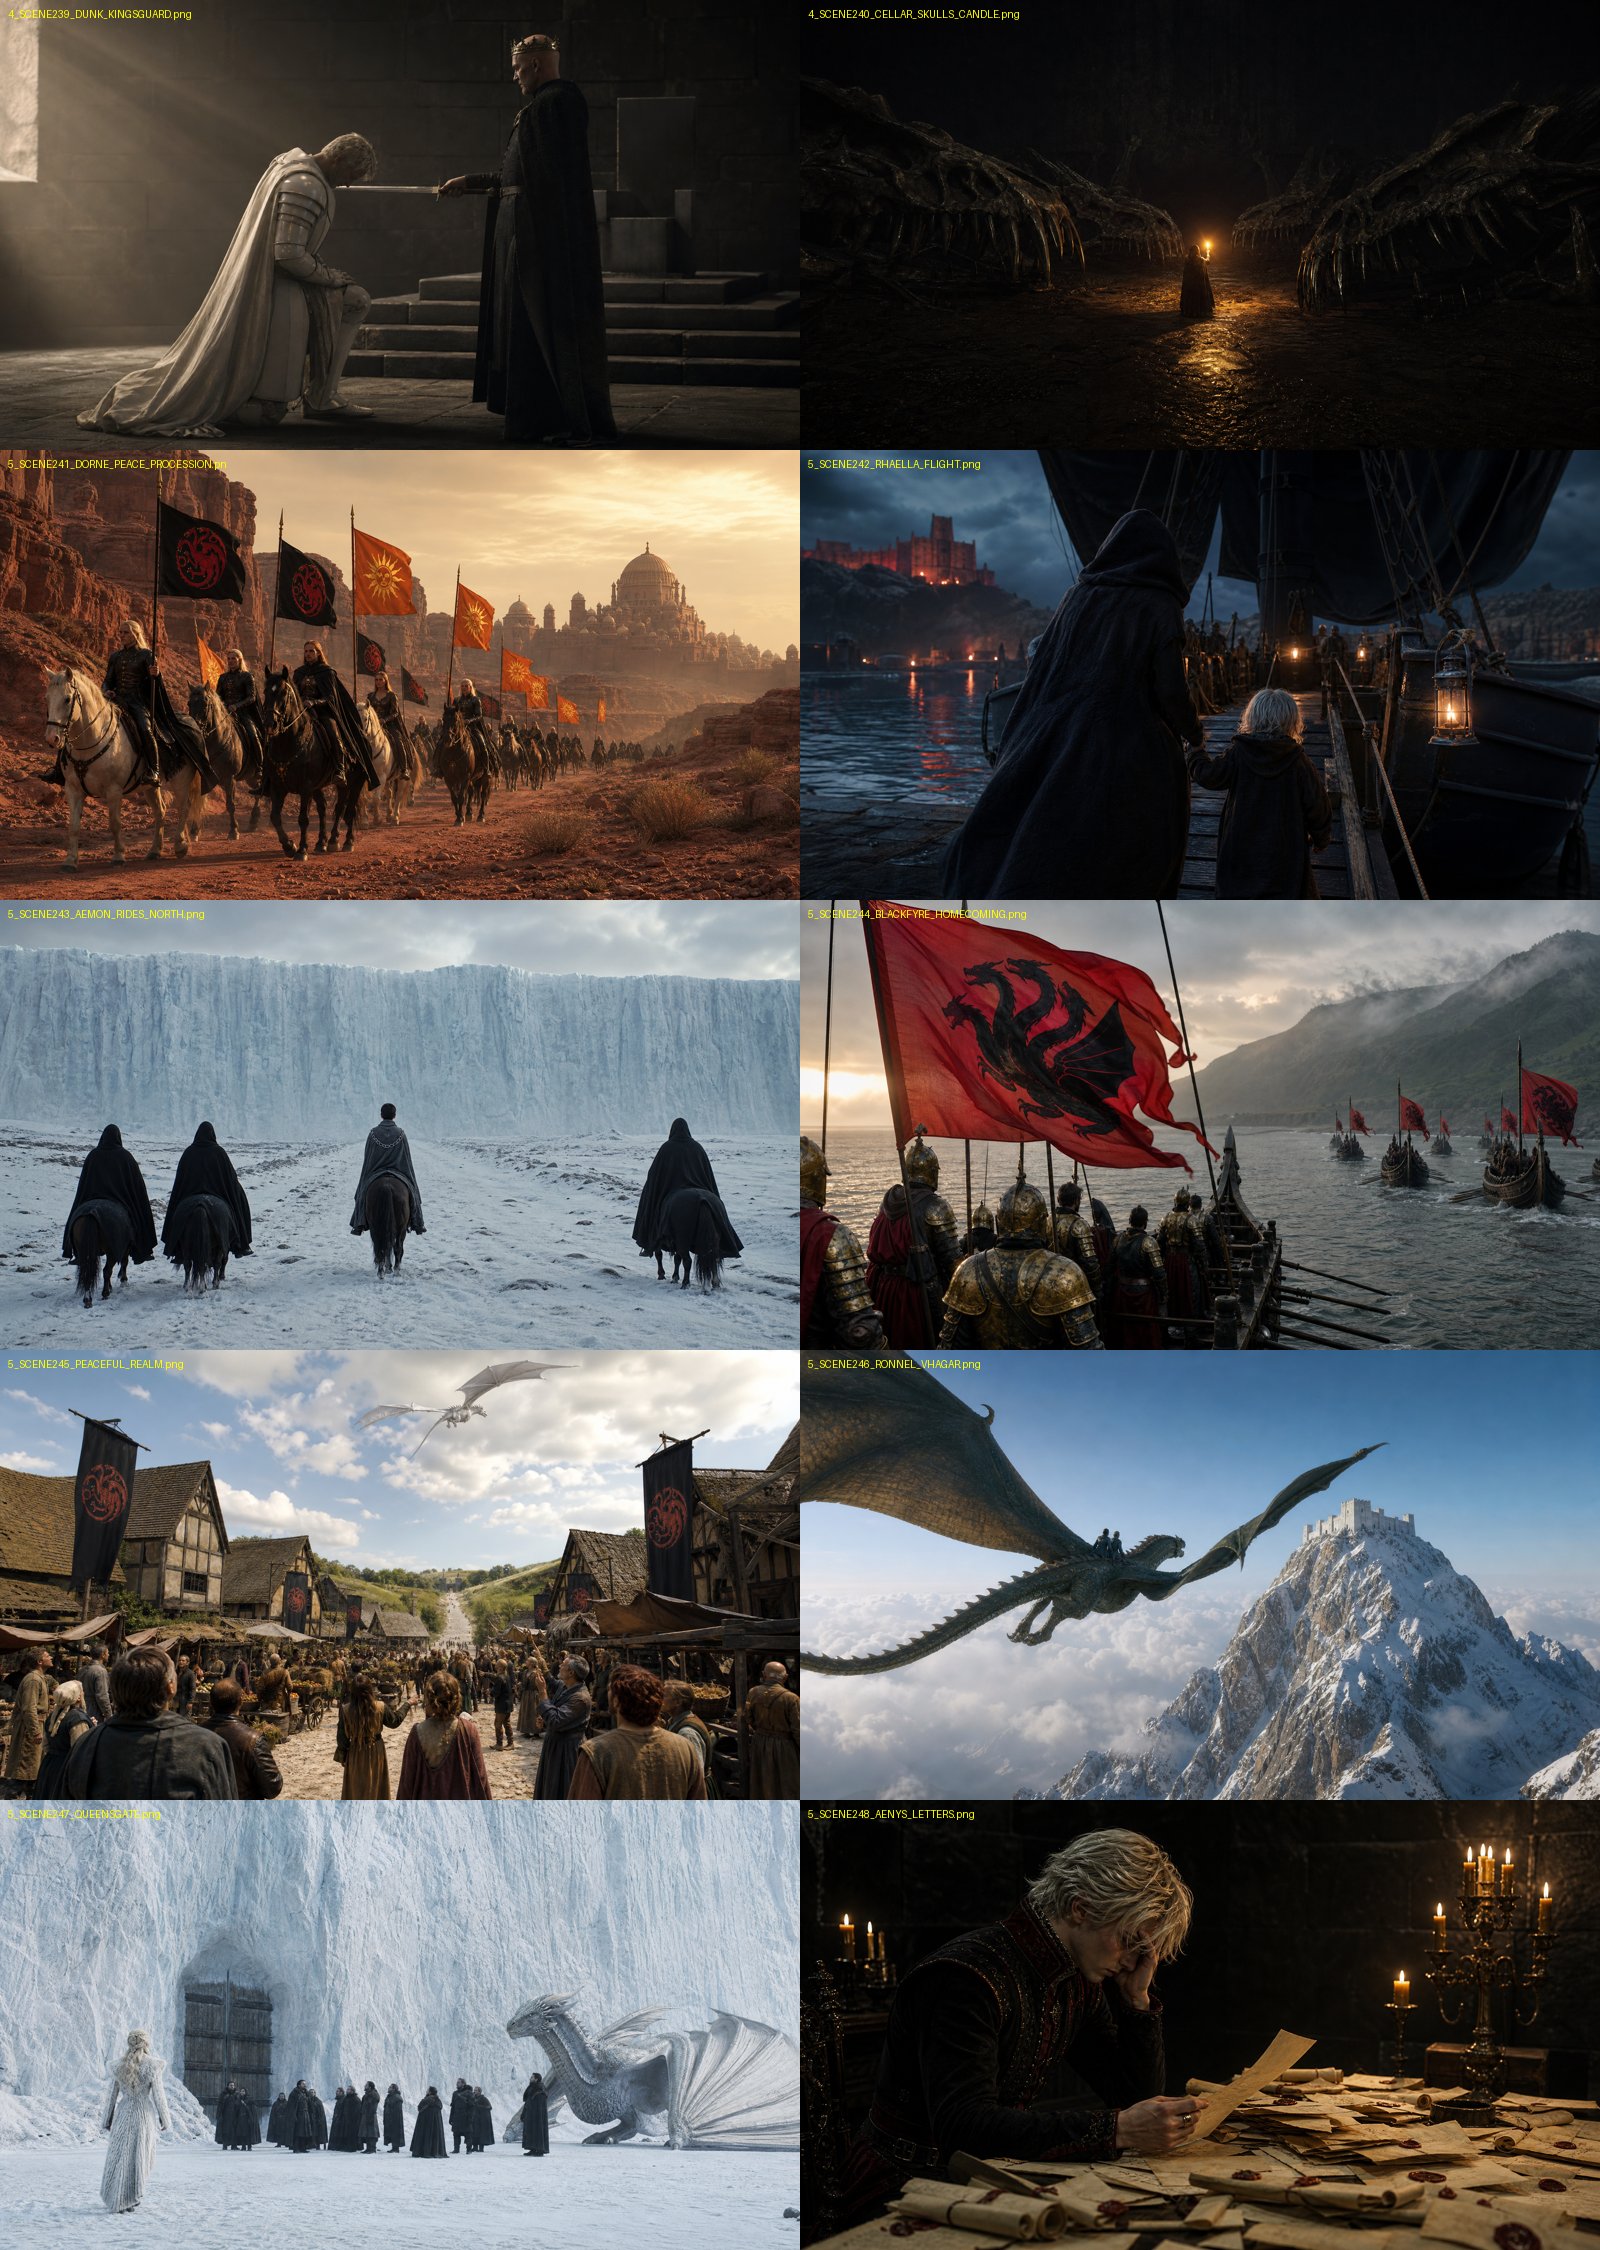 4_SCENE239_DUNK_KINGSGUARD.png
4_SCENE240_CELLAR_SKULLS_CANDLE.png
5_SCENE241_DORNE_PEACE_PROCESSION.pn
5_SCENE242_RHAELLA_FLIGHT.png
5_SCENE243_AEMON_RIDES_NORTH.png
5_SCENE244_BLACKFYRE_HOMECOMING.png
5_SCENE245_PEACEFUL_REALM.png
5_SCENE246_RONNEL_VHAGAR.png
5_SCENE247_QUEENSGATE.png
5_SCENE248_AENYS_LETTERS.png